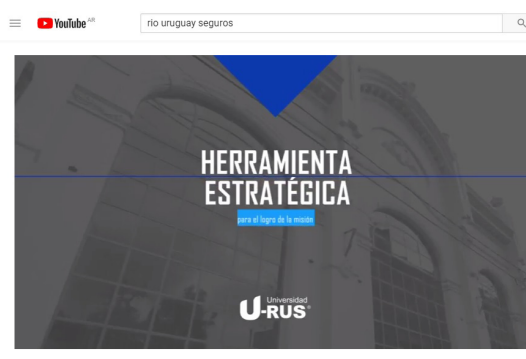 YouTube AR
rio uruguay seguros
HERRAMIENTA
ESTRATÉGICA
para el logro de la misión
Universidad
U-RUS®